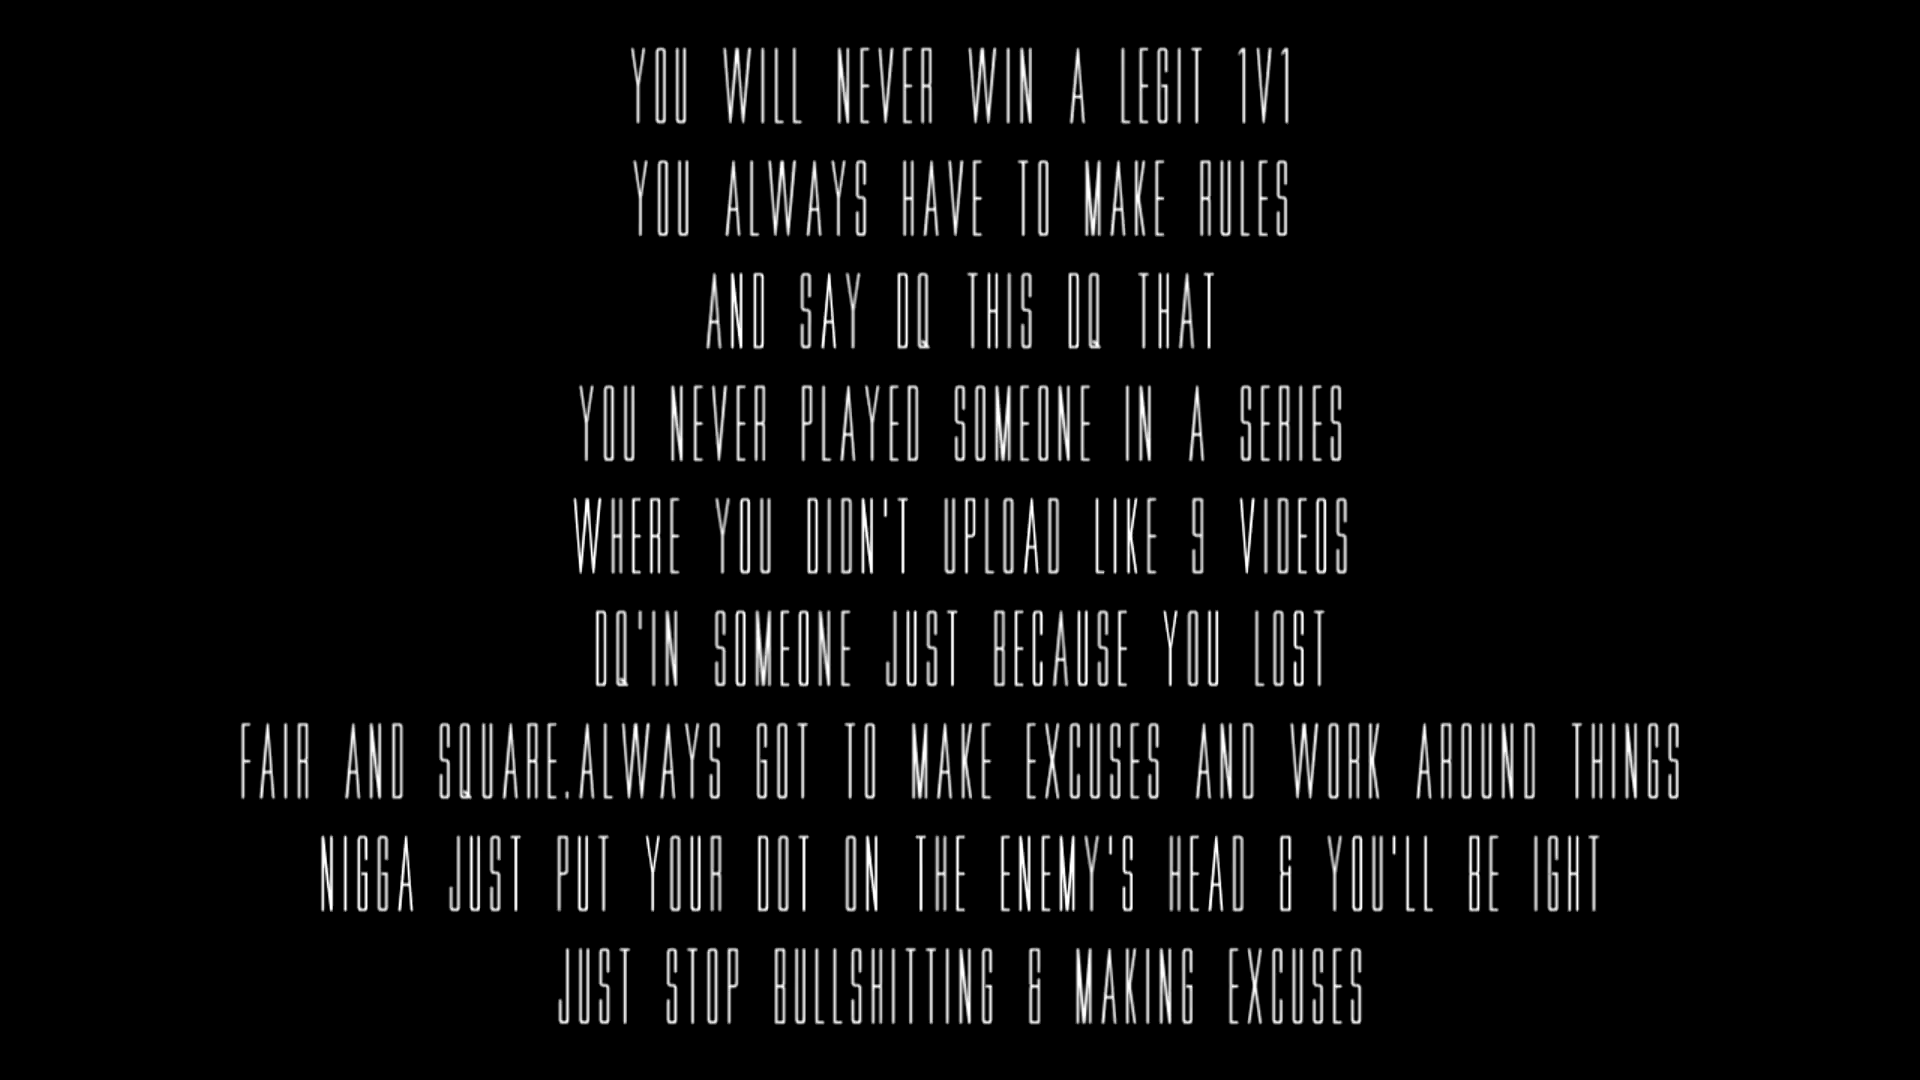 YOU WILL NEVER WIN A LEGIT 1V1
YOU ALWAYS HAVE TO MAKE RULES
AND SAY DQ THIS DQ THAT
YOU NEVER PLAYED SOMEONE IN A SERIES
WHERE YOU DIDN'T UPLOAD LIKE 9 VIDEOS
DQ'IN SOMEONE JUST BECAUSE YOU LOST
FAIR AND SQUARE.ALWAYS GOT TO MAKE EXCUSES AND WORK AROUND THINGS
NIGGA JUST PUT YOUR DOT ON THE ENEMY'S HEAD & YOU'LL BE IGHT
JUST STOP BULLSHITTING & MAKING EXCUSES